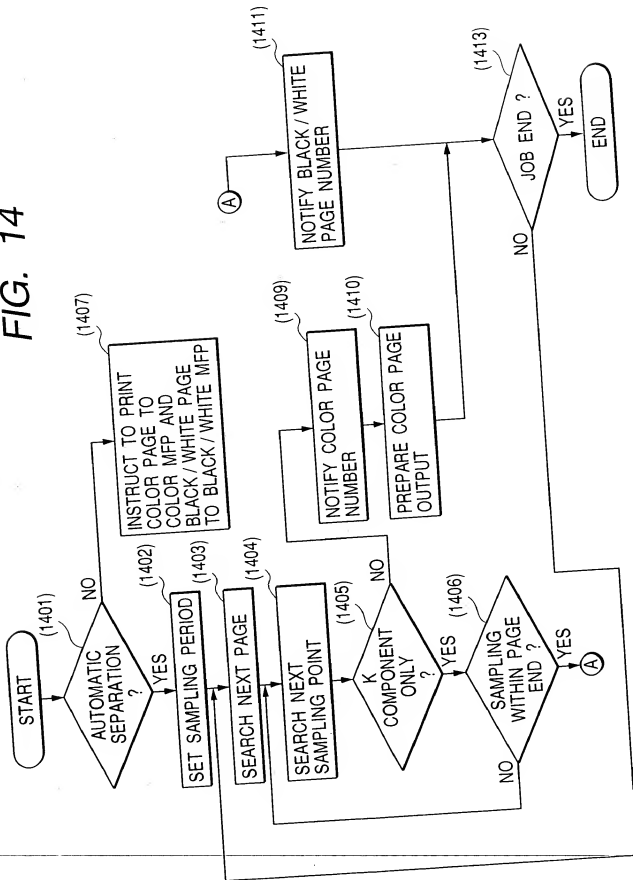 FIG. 14
START
(1401)
AUTOMATIC
SEPARATION
?
NO
YES
(1407)
INSTRUCT TO PRINT
COLOR PAGE TO
COLOR MFP AND
BLACK / WHITE PAGE
TO BLACK / WHITE MFP
(1402)
SET SAMPLING PERIOD
(1403)
SEARCH NEXT PAGE
(1404)
SEARCH NEXT
SAMPLING POINT
(1405)
K
COMPONENT
ONLY
?
NO
YES
(1406)
SAMPLING
WITHIN PAGE
END ?
NO
YES
A
(1409)
NOTIFY COLOR PAGE
NUMBER
(1410)
PREPARE COLOR PAGE
OUTPUT
A
(1411)
NOTIFY BLACK / WHITE
PAGE NUMBER
(1413)
JOB END ?
NO
YES
END